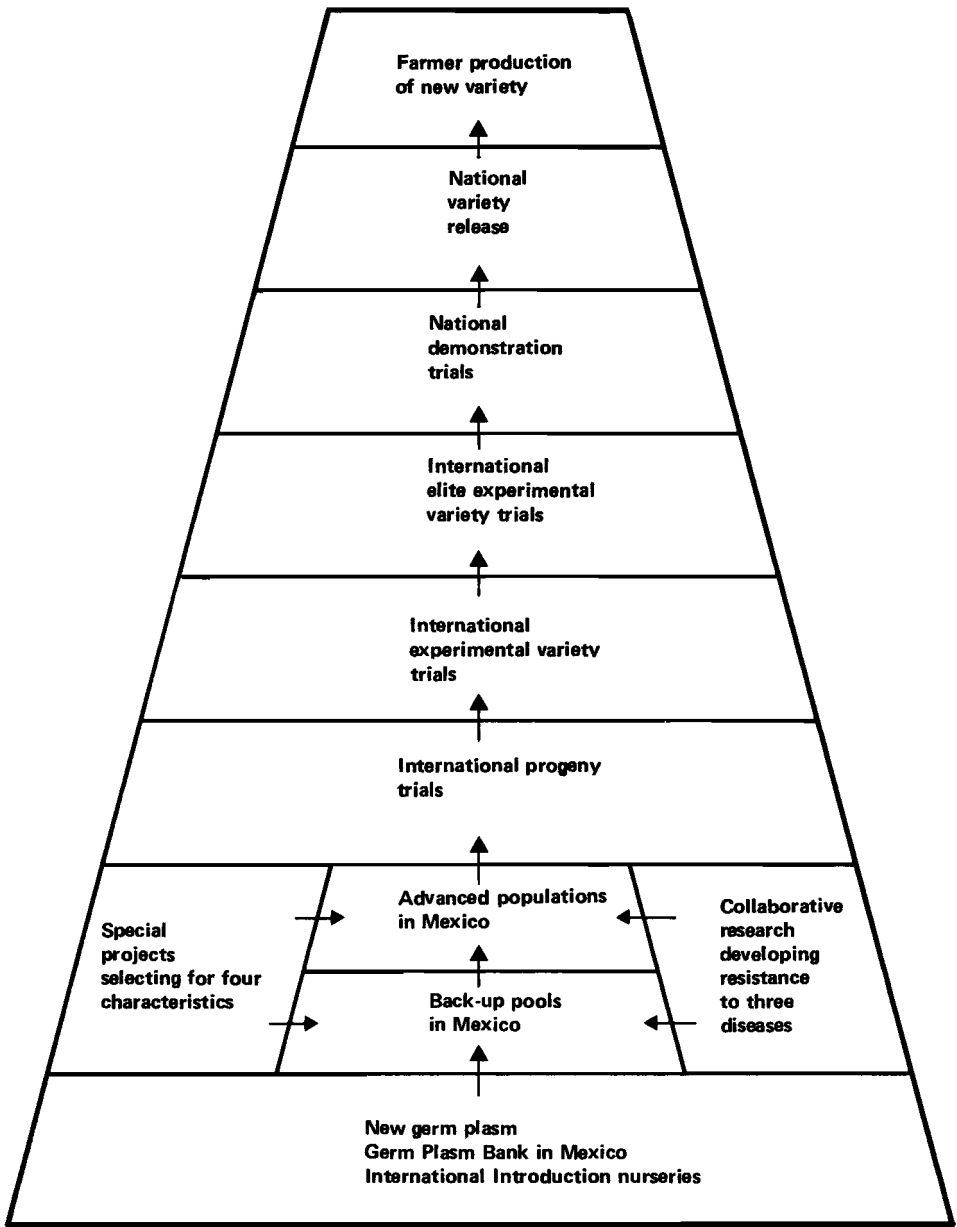 Farmer production
of new variety
National
variety
release
National
demonstration
trials
International
elite experimental
variety trials
International
experimental variety
trials
International progeny
trials
Special
projects
selecting for four
characteristics
Advanced populations
in Mexico
Back-up pools
in Mexico
Collaborative
research
developing
resistance
to three
diseases
New germ plasm
Germ Plasm Bank in Mexico
International Introduction nurseries